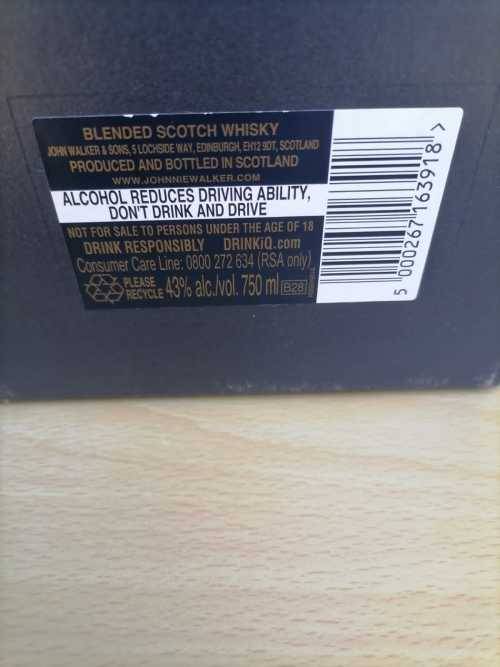 BLENDED SCOTCH WHISKY
JOHN WALKER & SONS, 5 LOCHSIDE WAY, EDINBURGH, EH12 9DT, SCOTLAND
PRODUCED AND BOTTLED IN SCOTLAND
WWW.JOHNNIEWALKER.COM
ALCOHOL REDUCES DRIVING ABILITY,
DON'T DRINK AND DRIVE
NOT FOR SALE TO PERSONS UNDER THE AGE OF 18
DRINK RESPONSIBLY DRINKiQ.com
Consumer Care Line: 0800 272 634 (RSA only)
PLEASE
RECYCLE
43% alc./vol. 750 ml B28
5 000267 163918 >